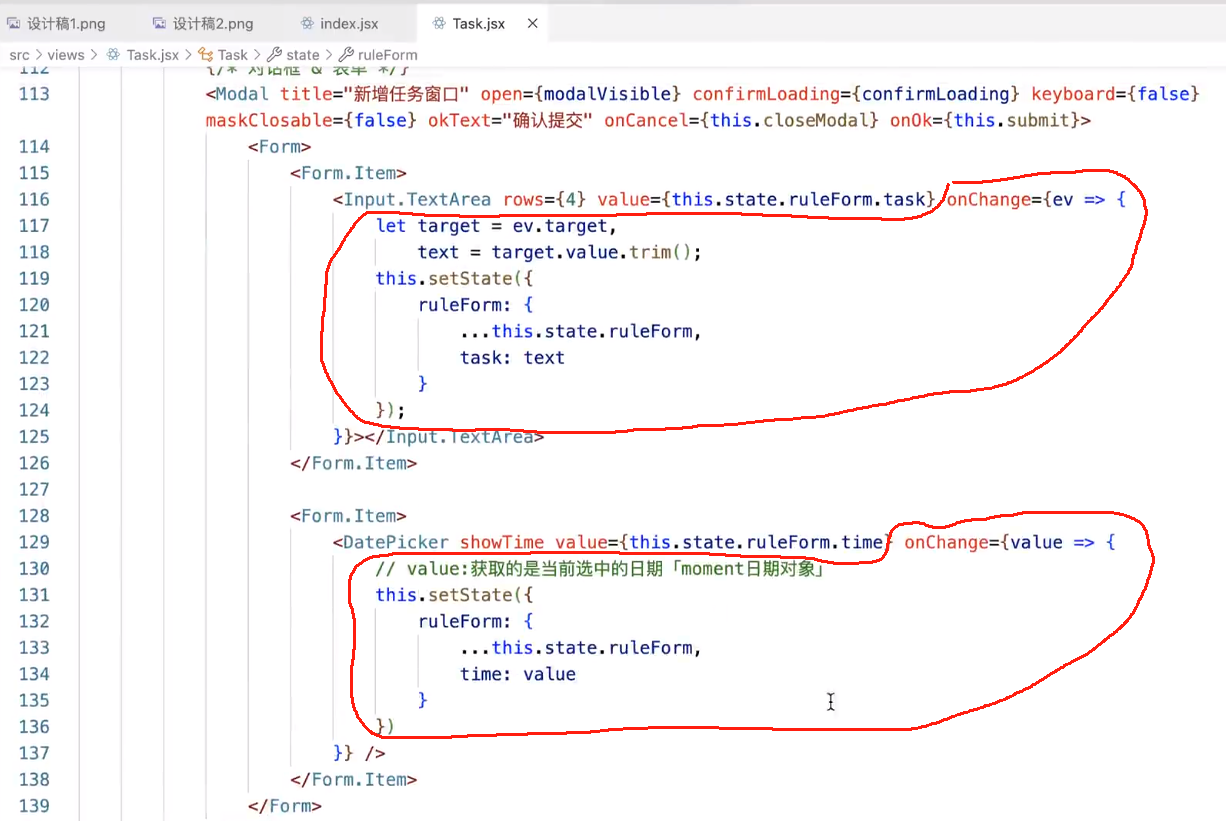 设计稿1.png 设计稿2.png index.jsx Task.jsx ×
src > views > Task.jsx > Task > state > ruleForm
112 {/* 对话框 & 表单 */}
113 <Modal title="新增任务窗口" open={modalVisible} confirmLoading={confirmLoading} keyboard={false}
maskClosable={false} okText="确认提交" onCancel={this.closeModal} onOk={this.submit}>
114 <Form>
115 <Form.Item>
116 <Input.TextArea rows={4} value={this.state.ruleForm.task} onChange={ev => {
117 let target = ev.target,
118 text = target.value.trim();
119 this.setState({
120 ruleForm: {
121 ...this.state.ruleForm,
122 task: text
123 }
124 });
125 }}></Input.TextArea>
126 </Form.Item>
127
128 <Form.Item>
129 <DatePicker showTime value={this.state.ruleForm.time} onChange={value => {
130 // value:获取的是当前选中的日期「moment日期对象」
131 this.setState({
132 ruleForm: {
133 ...this.state.ruleForm,
134 time: value
135 }
136 })
137 }} />
138 </Form.Item>
139 </Form>